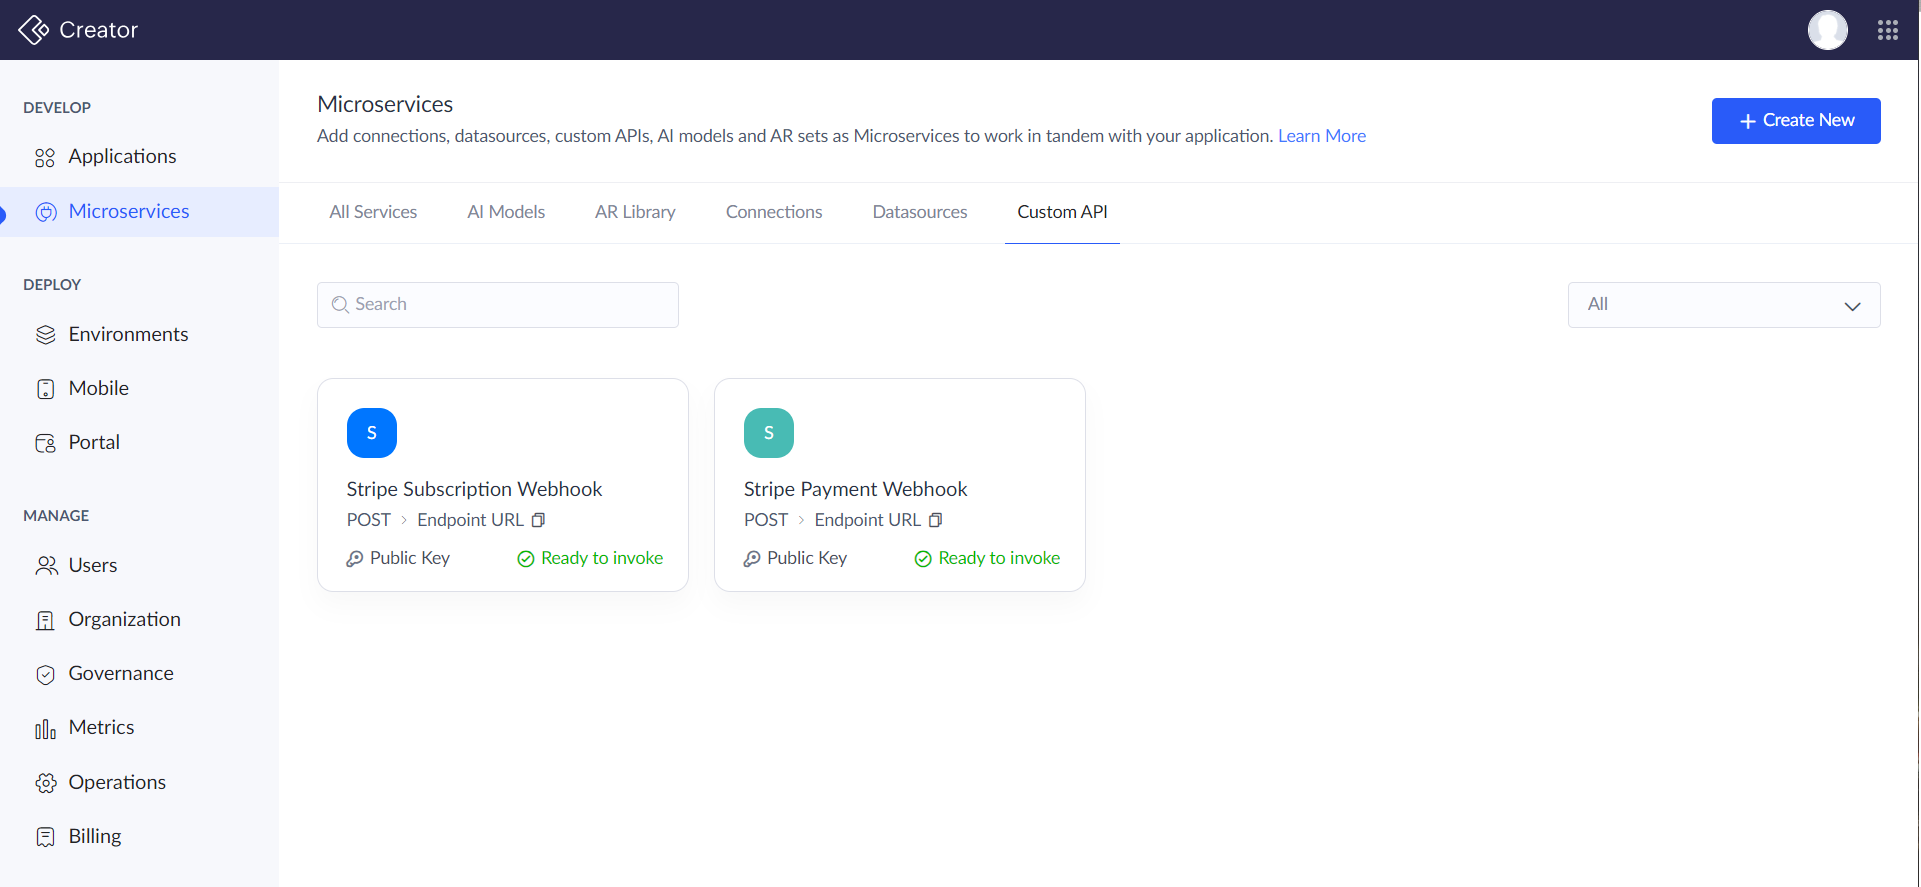 Creator
DEVELOP
Applications
Microservices
DEPLOY
Environments
Mobile
Portal
MANAGE
Users
Organization
Governance
Metrics
Operations
Billing
Microservices
Add connections, datasources, custom APIs, AI models and AR sets as Microservices to work in tandem with your application. Learn More
+ Create New
All Services AI Models AR Library Connections Datasources Custom API
Search
All
S
Stripe Subscription Webhook
POST > Endpoint URL
Public Key Ready to invoke
S
Stripe Payment Webhook
POST > Endpoint URL
Public Key Ready to invoke